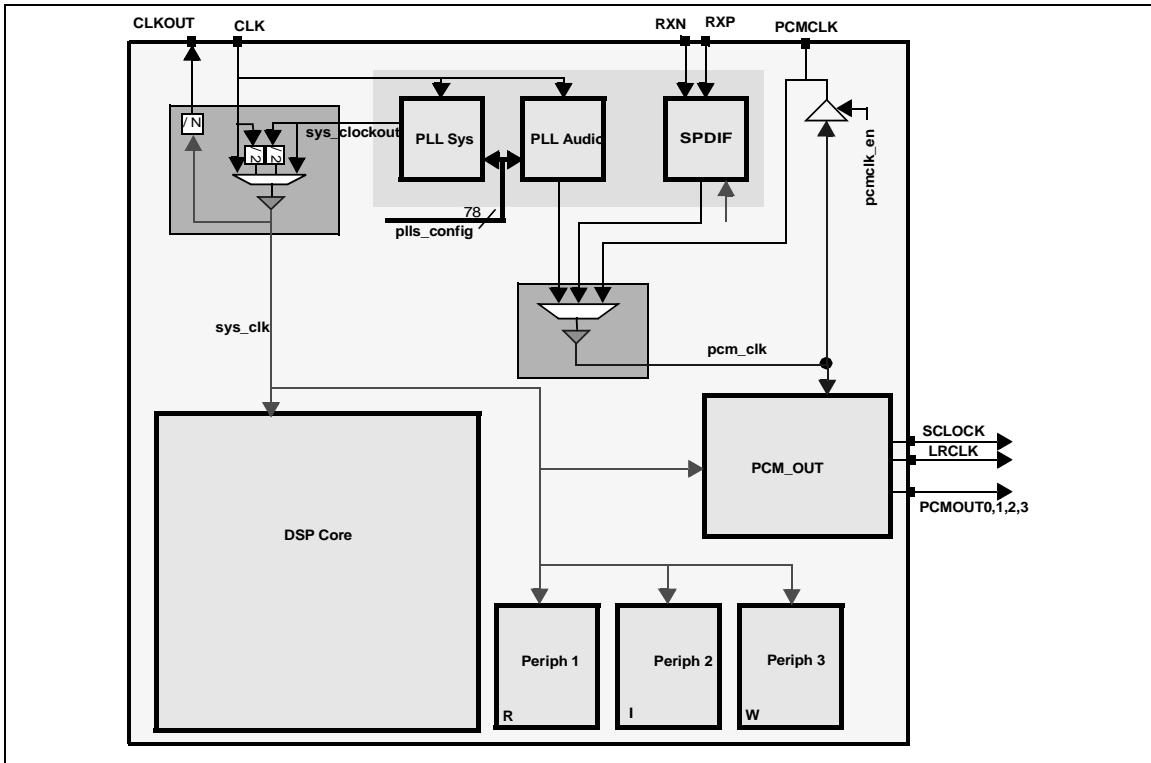 CLKOUT
CLK
RXN
RXP
PCMCLK
/ N
/ 2
/ 2
sys_clockout
PLL Sys
PLL Audio
SPDIF
pcmclk_en
78
plls_config
sys_clk
pcm_clk
SCLOCK
LRCLK
PCM_OUT
PCMOUT0,1,2,3
DSP Core
Periph 1
Periph 2
Periph 3
R
I
W